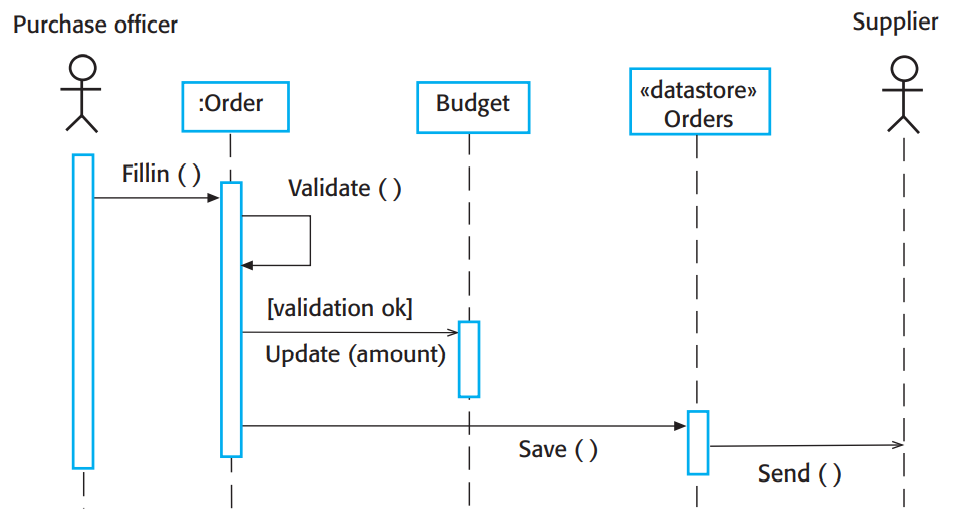 Purchase officer
Supplier
:Order
Budget
«datastore»
Orders
Fillin ( )
Validate ( )
[validation ok]
Update (amount)
Save ( )
Send ( )